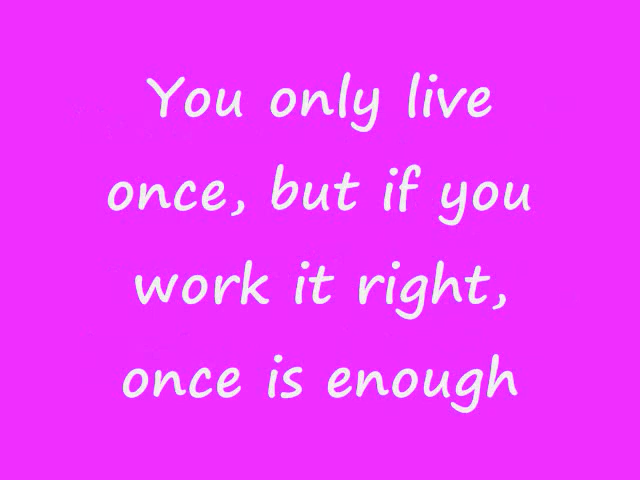 You only live
once, but if you
work it right,
once is enough